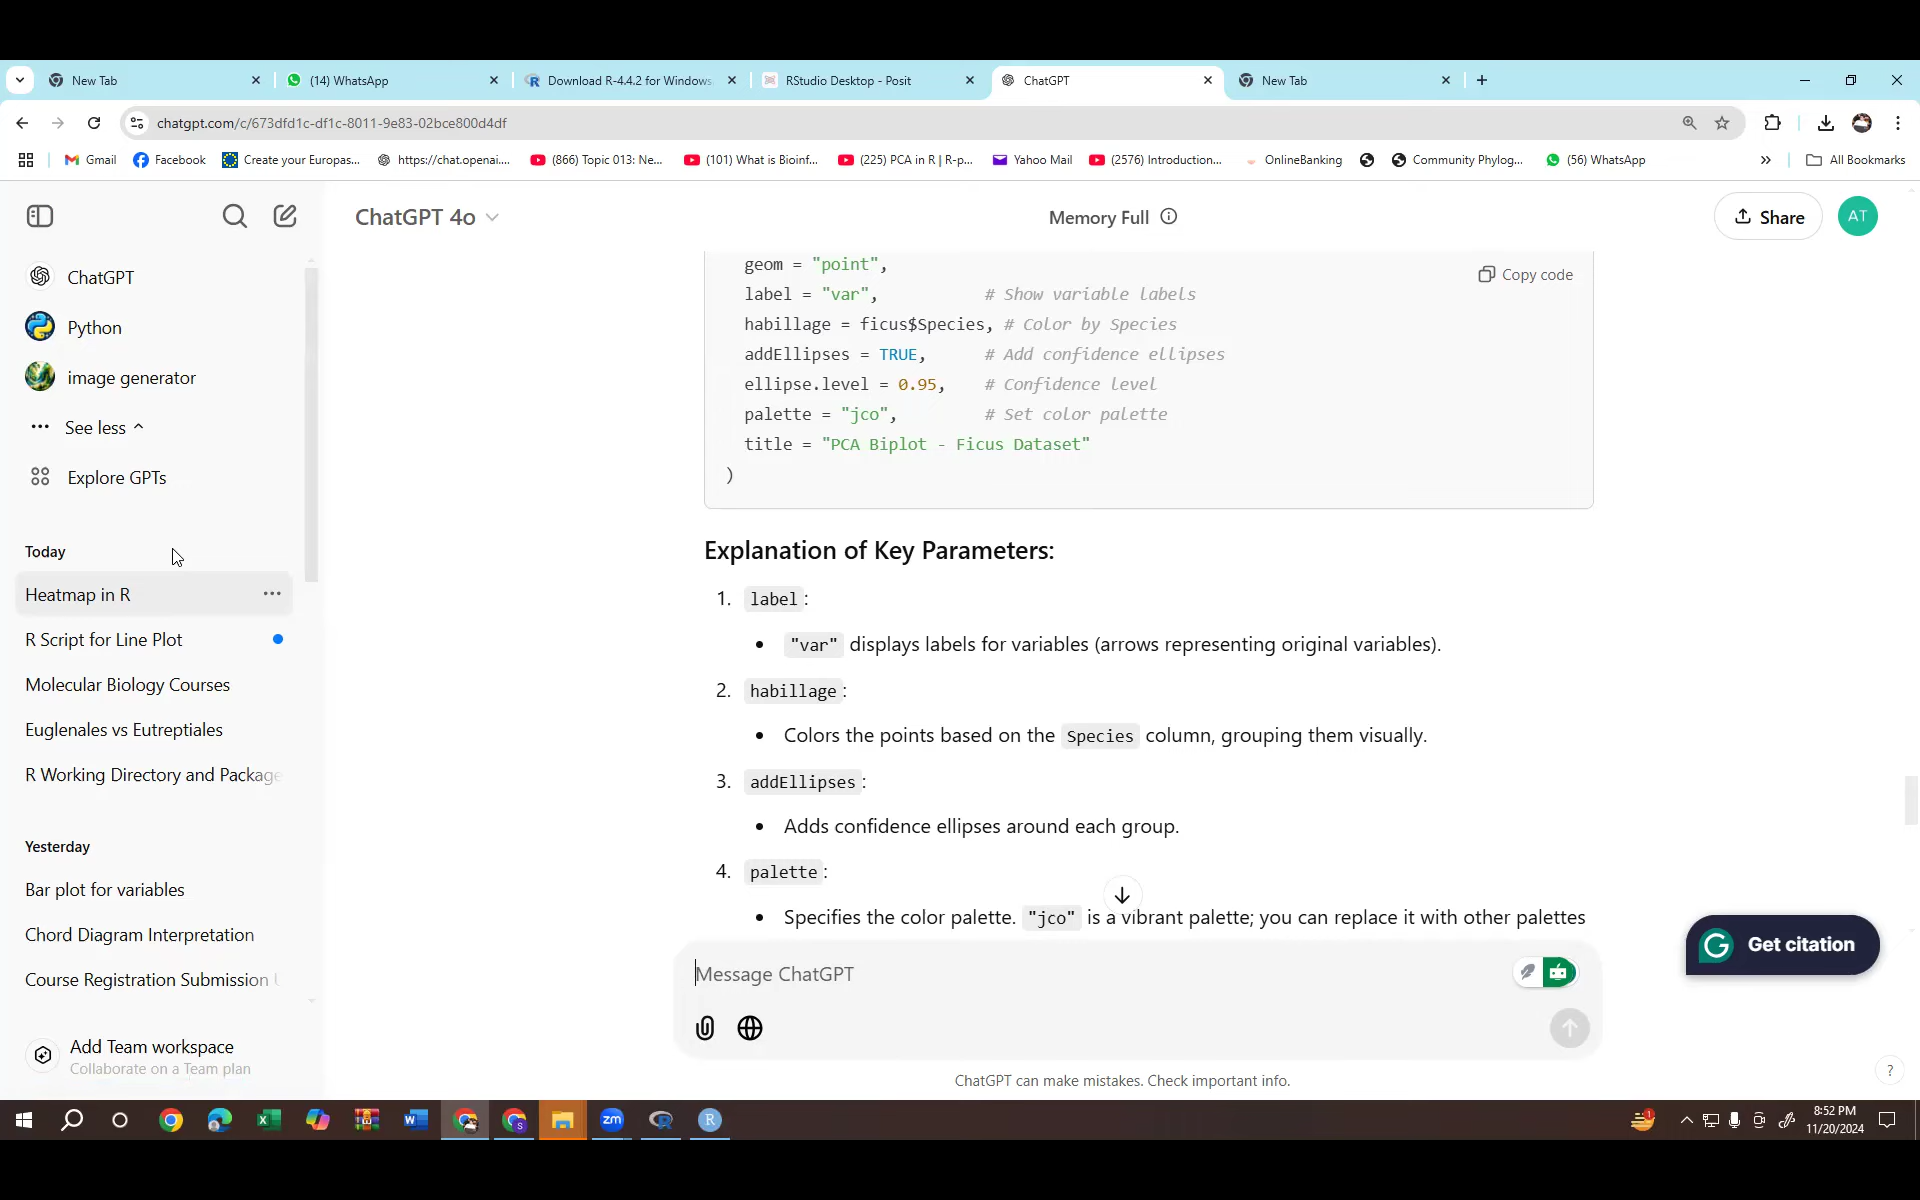 New Tab
(14) WhatsApp
Download R-4.4.2 for Windows
RStudio Desktop - Posit
ChatGPT
New Tab
chatgpt.com/c/673dfd1c-df1c-8011-9e83-02bce800d4df
Gmail
Facebook
Create your Europas...
https://chat.openai....
(866) Topic 013: Ne...
(101) What is Bioinf...
(225) PCA in R | R-p...
Yahoo Mail
(2576) Introduction...
OnlineBanking
Community Phylog...
(56) WhatsApp
All Bookmarks
ChatGPT 4o
Memory Full
Share
AT
ChatGPT
Python
image generator
See less
Explore GPTs
Today
Heatmap in R
R Script for Line Plot
Molecular Biology Courses
Euglenales vs Eutreptiales
R Working Directory and Package
Yesterday
Bar plot for variables
Chord Diagram Interpretation
Course Registration Submission
Add Team workspace
Collaborate on a Team plan
Copy code
geom = "point",
label = "var", # Show variable labels
habillage = ficus$Species, # Color by Species
addEllipses = TRUE, # Add confidence ellipses
ellipse.level = 0.95, # Confidence level
palette = "jco", # Set color palette
title = "PCA Biplot - Ficus Dataset"
)
Explanation of Key Parameters:
1. label:
• "var" displays labels for variables (arrows representing original variables).
2. habillage:
• Colors the points based on the Species column, grouping them visually.
3. addEllipses:
• Adds confidence ellipses around each group.
4. palette:
• Specifies the color palette. "jco" is a vibrant palette; you can replace it with other palettes
Get citation
Message ChatGPT
ChatGPT can make mistakes. Check important info.
?
8:52 PM
11/20/2024